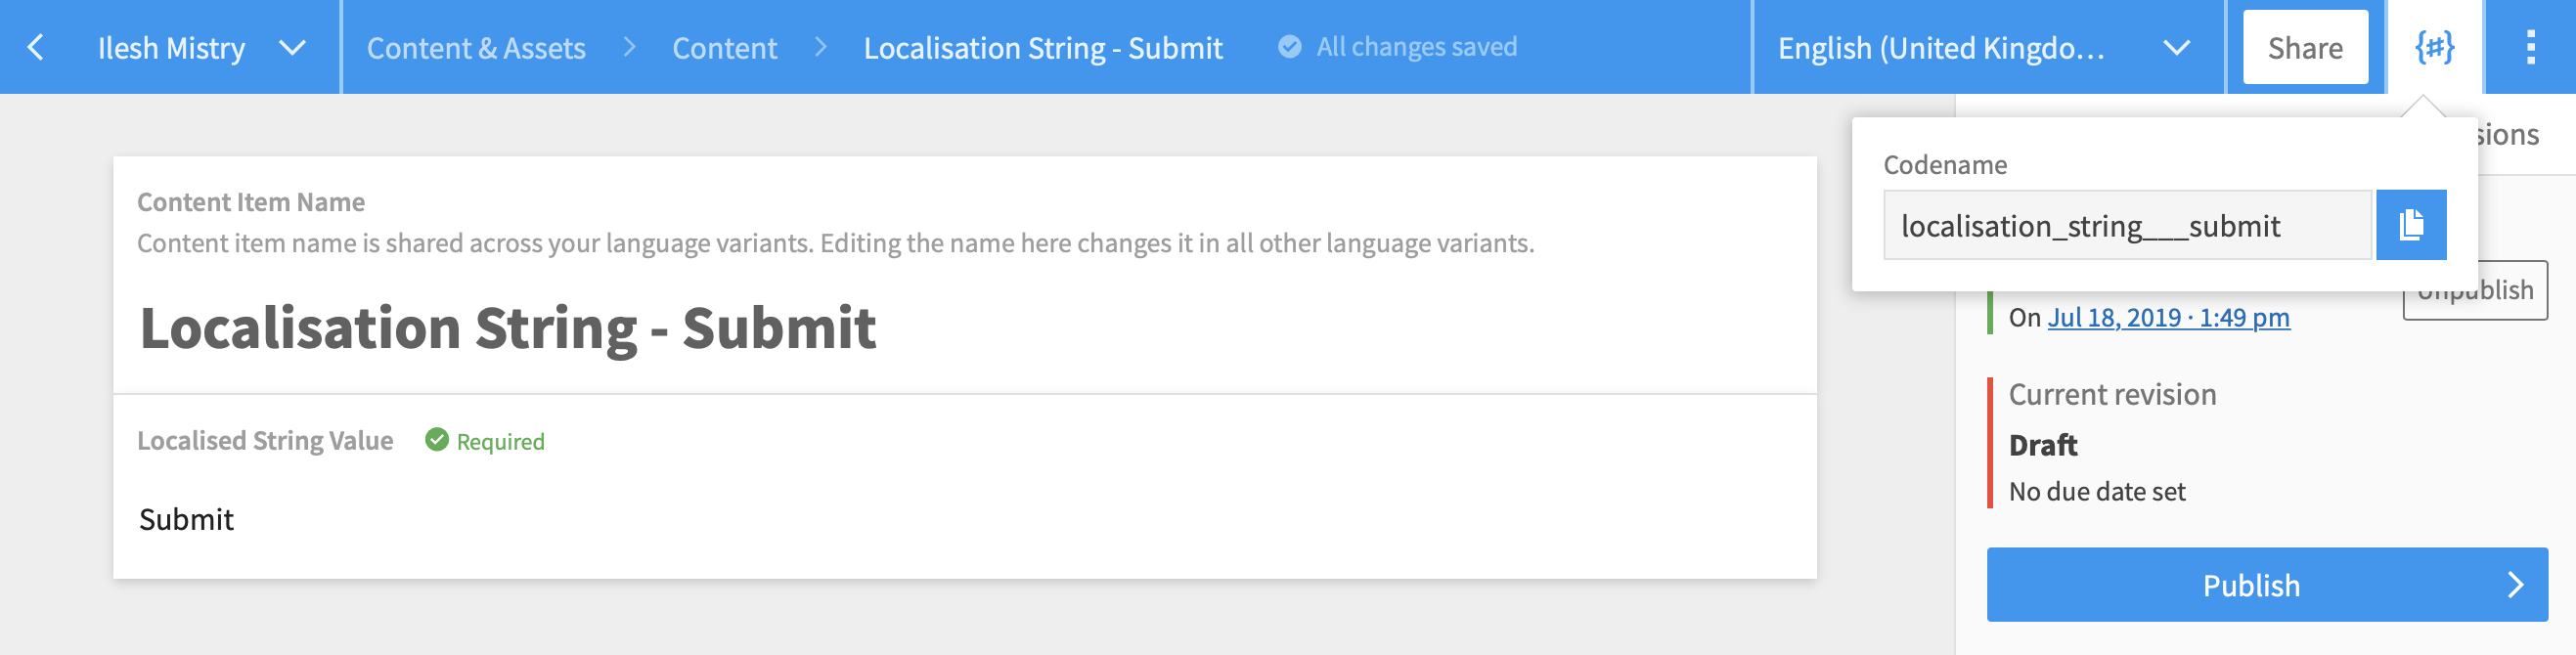 Ilesh Mistry
Content & Assets > Content > Localisation String - Submit
All changes saved
English (United Kingdo...
Share
{#}
Codename
localisation_string___submit
sions
Content Item Name
Content item name is shared across your language variants. Editing the name here changes it in all other language variants.
Localisation String - Submit
Localised String Value
Required
Submit
Unpublish
On Jul 18, 2019 · 1:49 pm
Current revision
Draft
No due date set
Publish